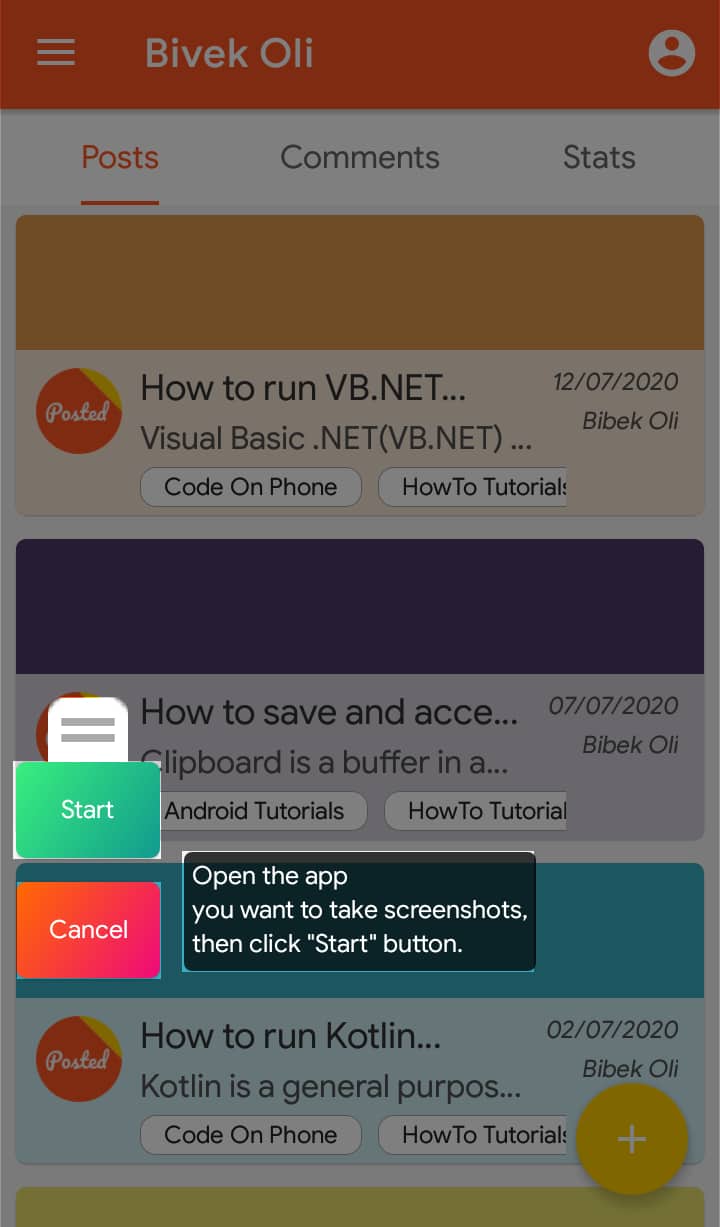 Bivek Oli
Posts Comments Stats
Posted
How to run VB.NET...
12/07/2020
Visual Basic .NET(VB.NET) ...
Bibek Oli
Code On Phone
HowTo Tutorials
How to save and acce...
07/07/2020
Clipboard is a buffer in a...
Bibek Oli
Android Tutorials
HowTo Tutorial
Start
Cancel
Open the app
you want to take screenshots,
then click "Start" button.
Posted
How to run Kotlin...
02/07/2020
Kotlin is a general purpos...
Bibek Oli
Code On Phone
HowTo Tutorials